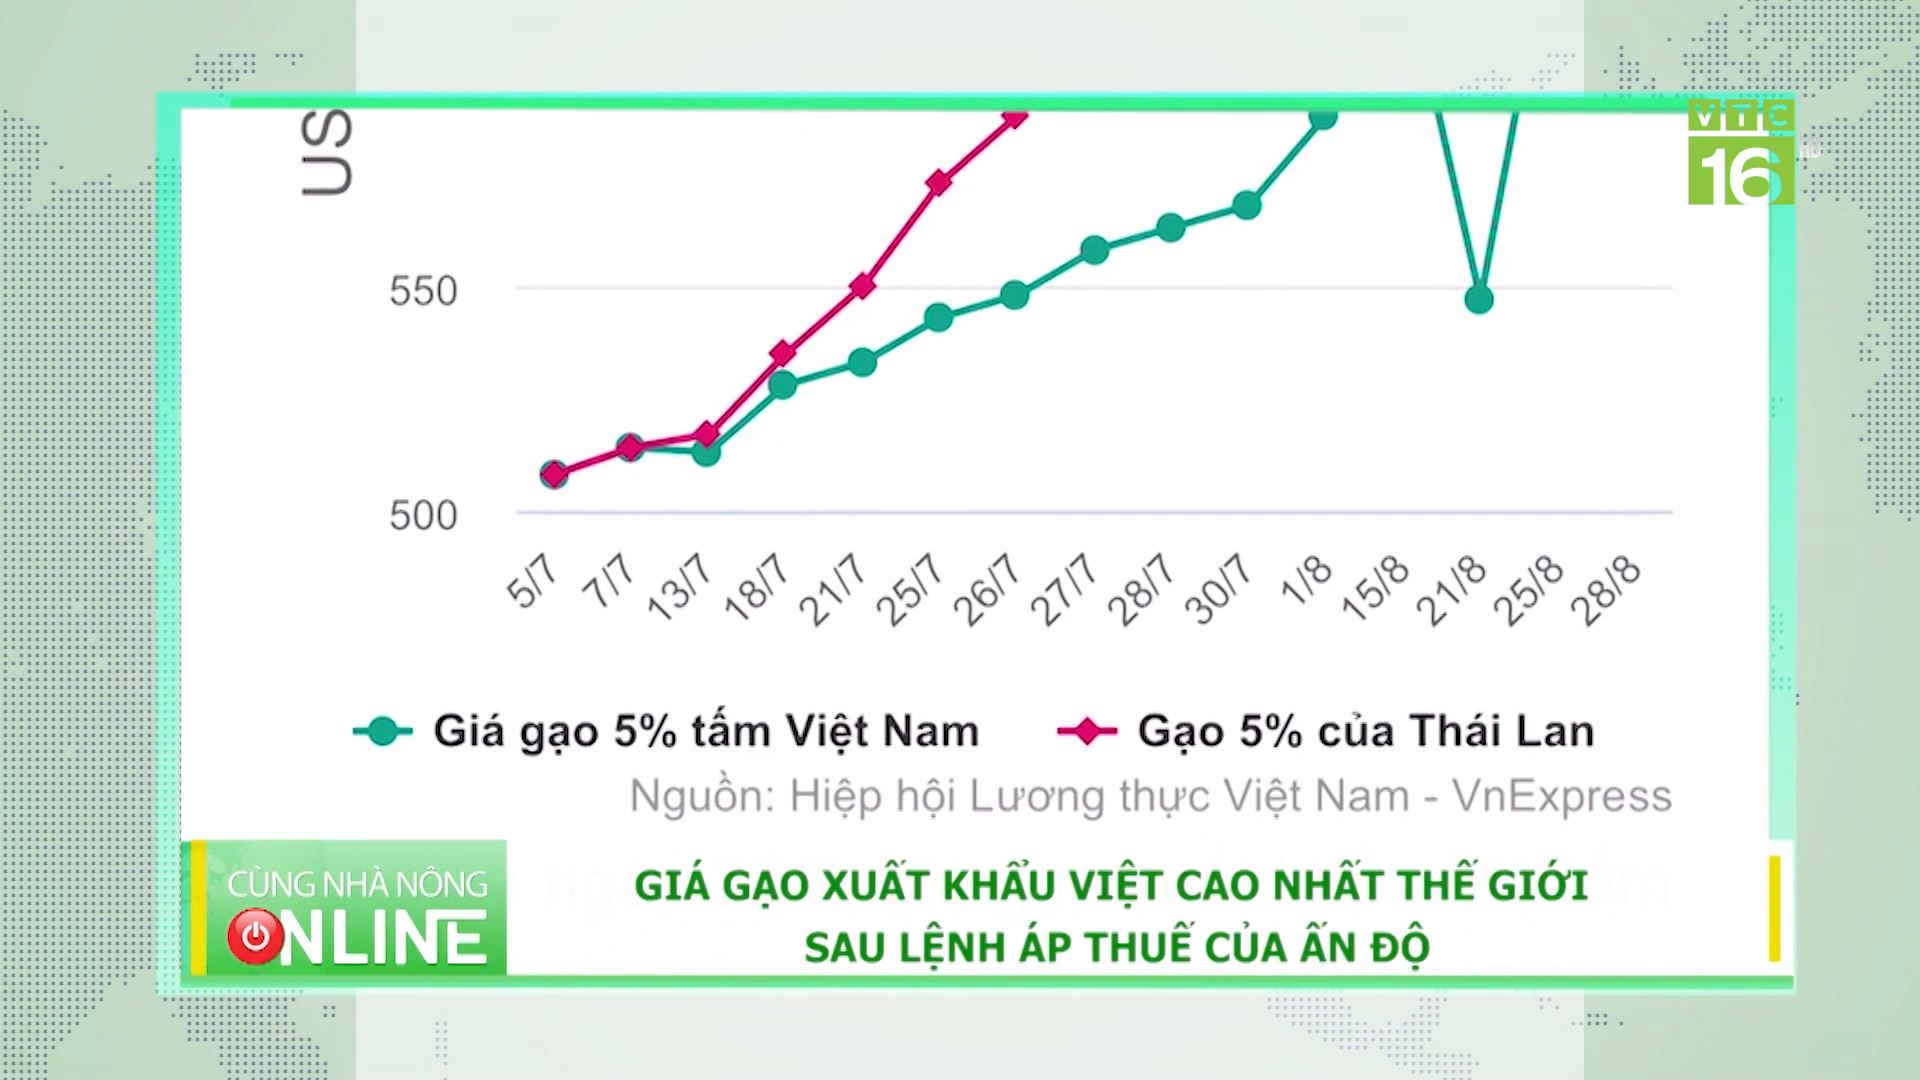 VTC
16
US
550
500
5/7 7/7 13/7 18/7 21/7 25/7 26/7 27/7 28/7 30/7 1/8 15/8 21/8 25/8 28/8
Giá gạo 5% tấm Việt Nam Gạo 5% của Thái Lan
Nguồn: Hiệp hội Lương thực Việt Nam - VnExpress
CÙNG NHÀ NÔNG
ONLINE
GIÁ GẠO XUẤT KHẨU VIỆT CAO NHẤT THẾ GIỚI
SAU LỆNH ÁP THUẾ CỦA ẤN ĐỘ